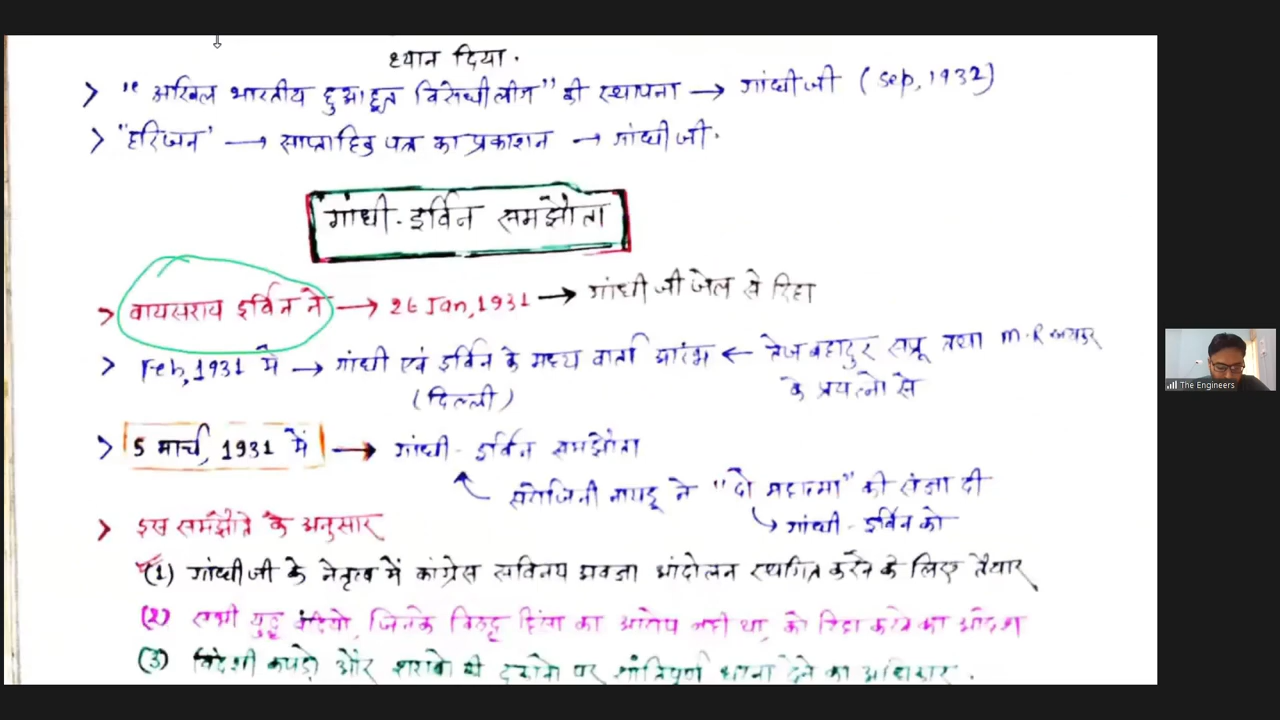 ध्यान दिया.
> "अखिल भारतीय छुआछूत विरोधी लीग" की स्थापना → गांधी जी (Sep, 1932)
> "हरिजन" → साप्ताहिक पत्र का प्रकाशन → गांधी जी.
गांधी-इर्विन समझौता
> वायसराय इर्विन ने → 26 Jan, 1931 → गांधी जी जेल से रिहा
> Feb, 1931 में → गांधी एवं इर्विन के मध्य वार्ता प्रारंभ ← तेज बहादुर सप्रू तथा M.R
(दिल्ली) के प्रयत्नो से
> 5 मार्च, 1931 में → गांधी - इर्विन समझौता
सरोजिनी नायडू ने "दो महात्मा" की संज्ञा दी
→ गांधी - इर्विन को
> इस समझौते के अनुसार
(1) गांधी जी के नेतृत्व में कांग्रेस सविनय अवज्ञा आंदोलन स्थगित करने के लिए तैयार
(2) सभी युद्ध बंदियो, जिनके विरुद्ध हिंसा का आरोप नही था, को रिहा करने का आदेश
(3) विदेशी कपड़ो और शराबो की दुकानो पर शांतिपूर्ण धरना देने का अधिकार.
The Engineers